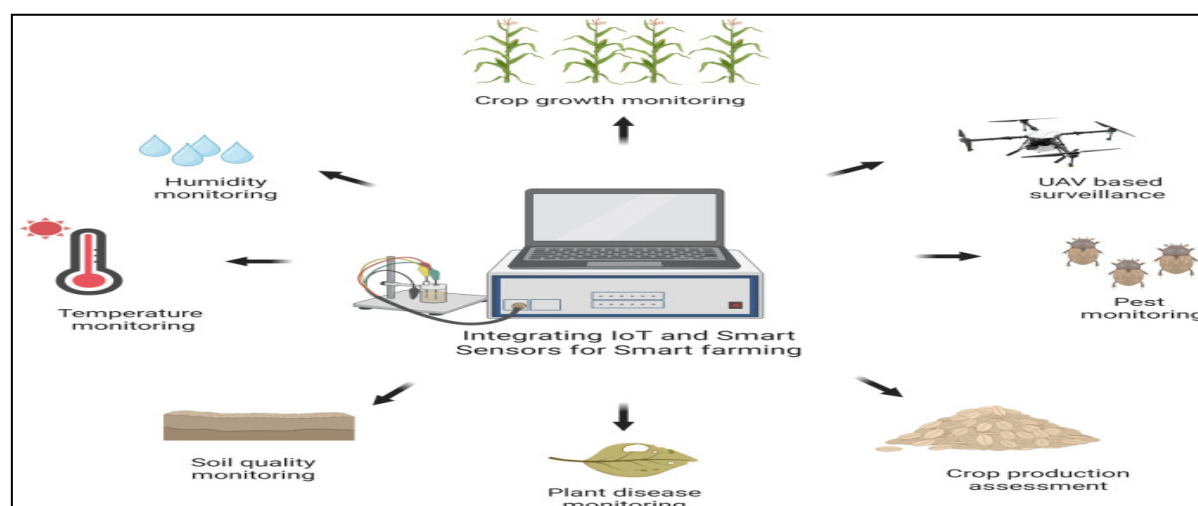 Crop growth monitoring
Humidity
monitoring
UAV based
surveillance
Temperature
monitoring
Integrating IoT and Smart
Sensors for Smart farming
Pest
monitoring
Soil quality
monitoring
Plant disease
monitoring
Crop production
assessment